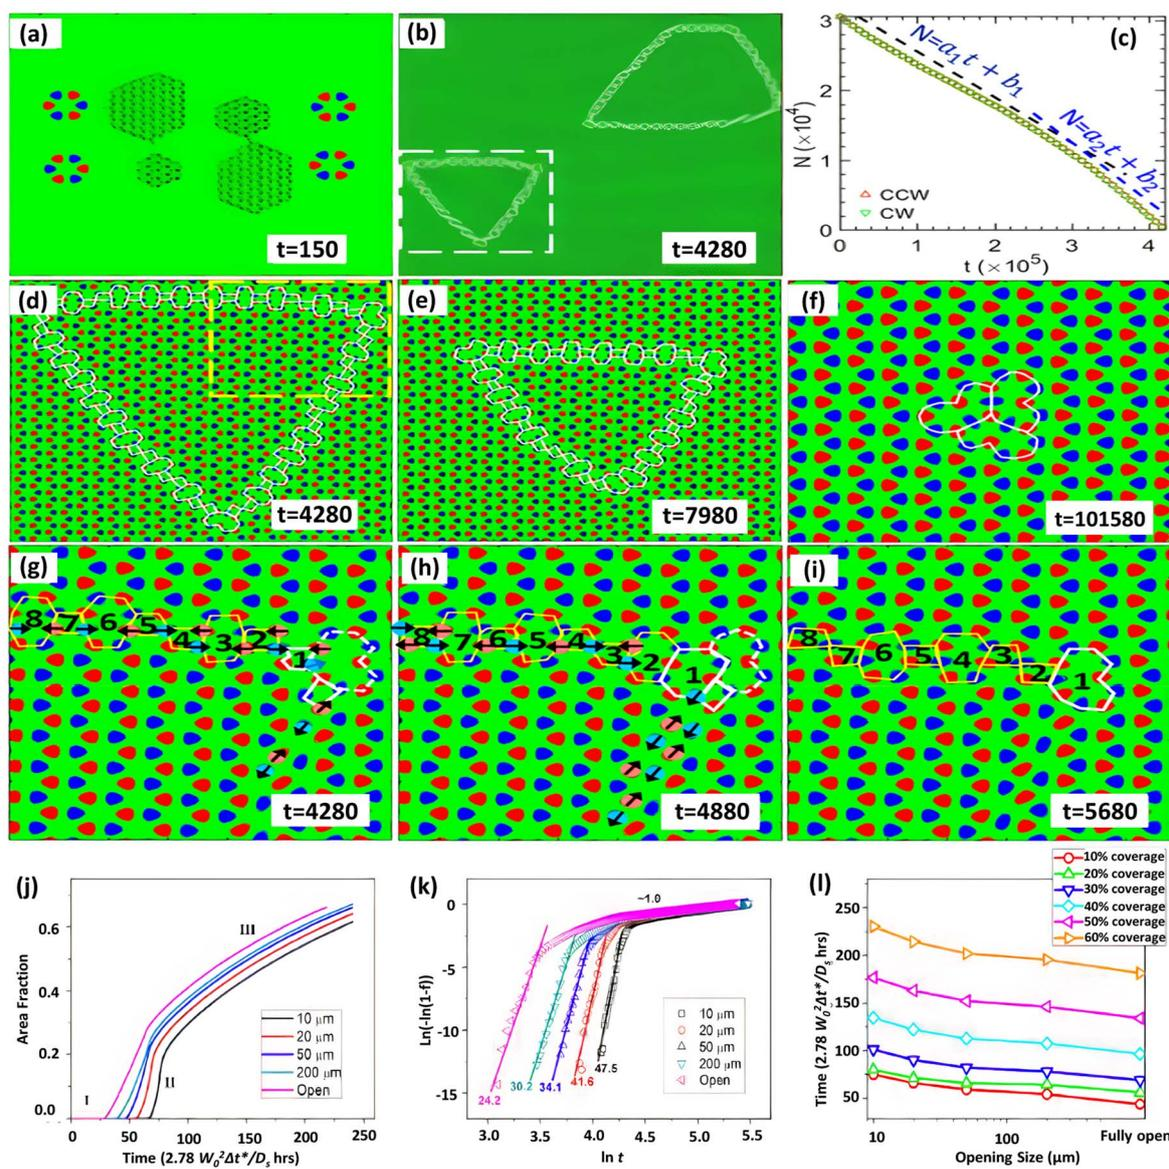 (a)
t=150
(b)
t=4280
(c)
N (×10⁴)
3
2
1
0
N=a₁t + b₁
N=a₂t + b₂
CCW
CW
0 1 2 3 4
t (×10⁵)
(d)
t=4280
(e)
t=7980
(f)
t=101580
(g)
8 7 6 5 4 3 2 1
t=4280
(h)
8 7 6 5 4 3 2 1
t=4880
(i)
8 7 6 5 4 3 2 1
t=5680
(j)
Area Fraction
0.6
0.4
0.2
0.0
I
II
III
10 μm
20 μm
50 μm
200 μm
Open
0 50 100 150 200 250
Time (2.78 W₀²Δt*/Dₛ hrs)
(k)
Ln(-ln(1-f))
0
-5
-10
-15
~1.0
24.2
30.2
34.1
41.6
47.5
10 μm
20 μm
50 μm
200 μm
Open
3.0 3.5 4.0 4.5 5.0 5.5
ln t
(l)
10% coverage
20% coverage
30% coverage
40% coverage
50% coverage
60% coverage
Time (2.78 W₀²Δt*/Dₛ hrs)
250
200
150
100
50
10 100 Fully open
Opening Size (μm)